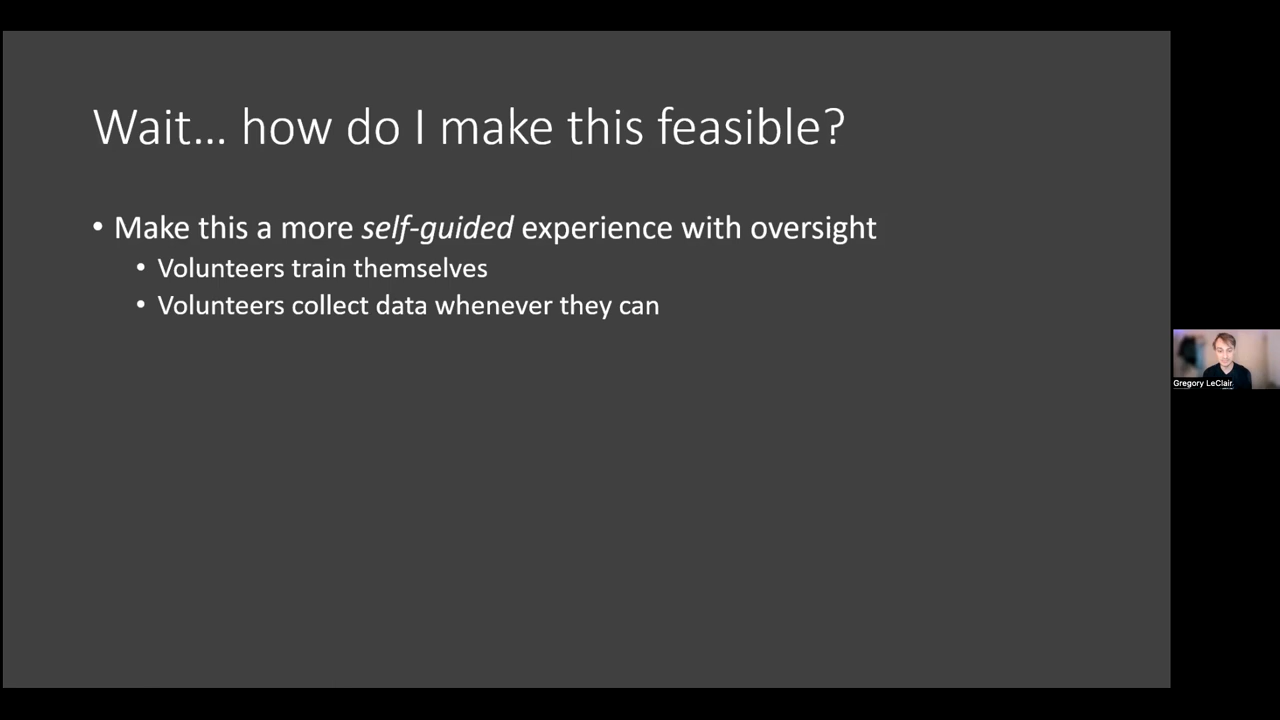 Wait... how do I make this feasible?
• Make this a more self-guided experience with oversight
• Volunteers train themselves
• Volunteers collect data whenever they can
Gregory LeClair